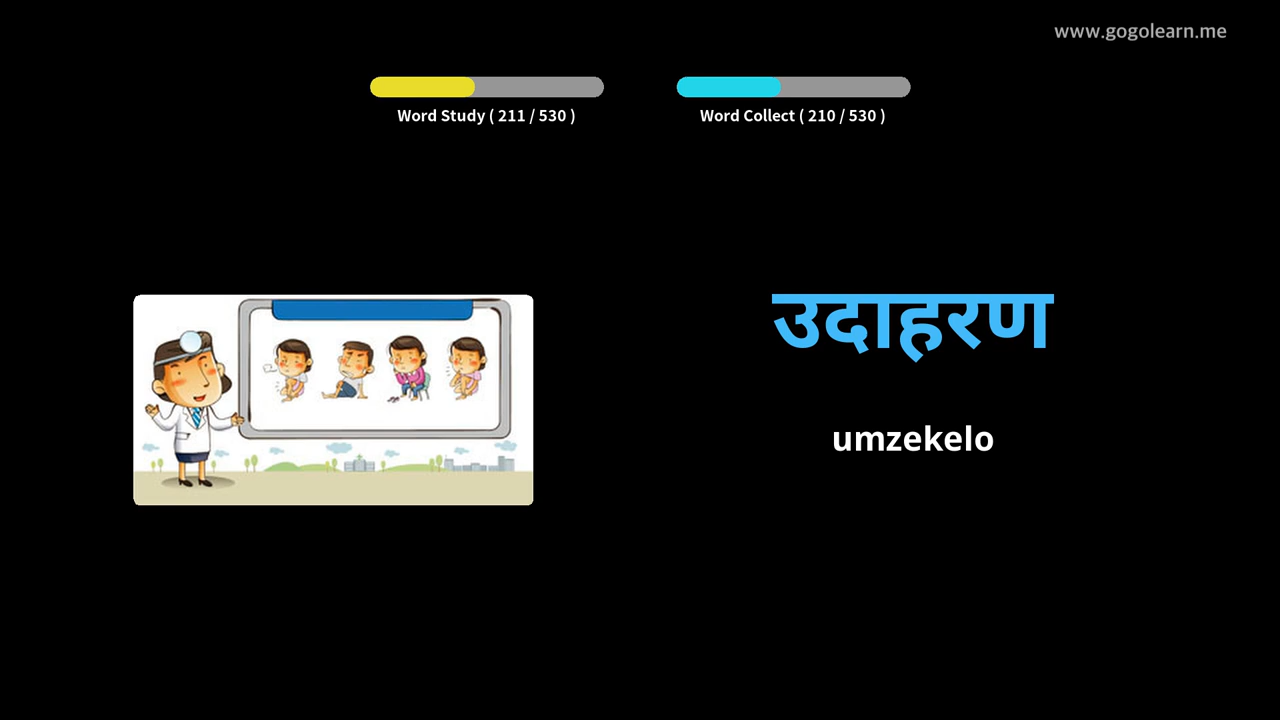 www.gogolearn.me
Word Study ( 211 / 530 )
Word Collect ( 210 / 530 )
उदाहरण
umzekelo